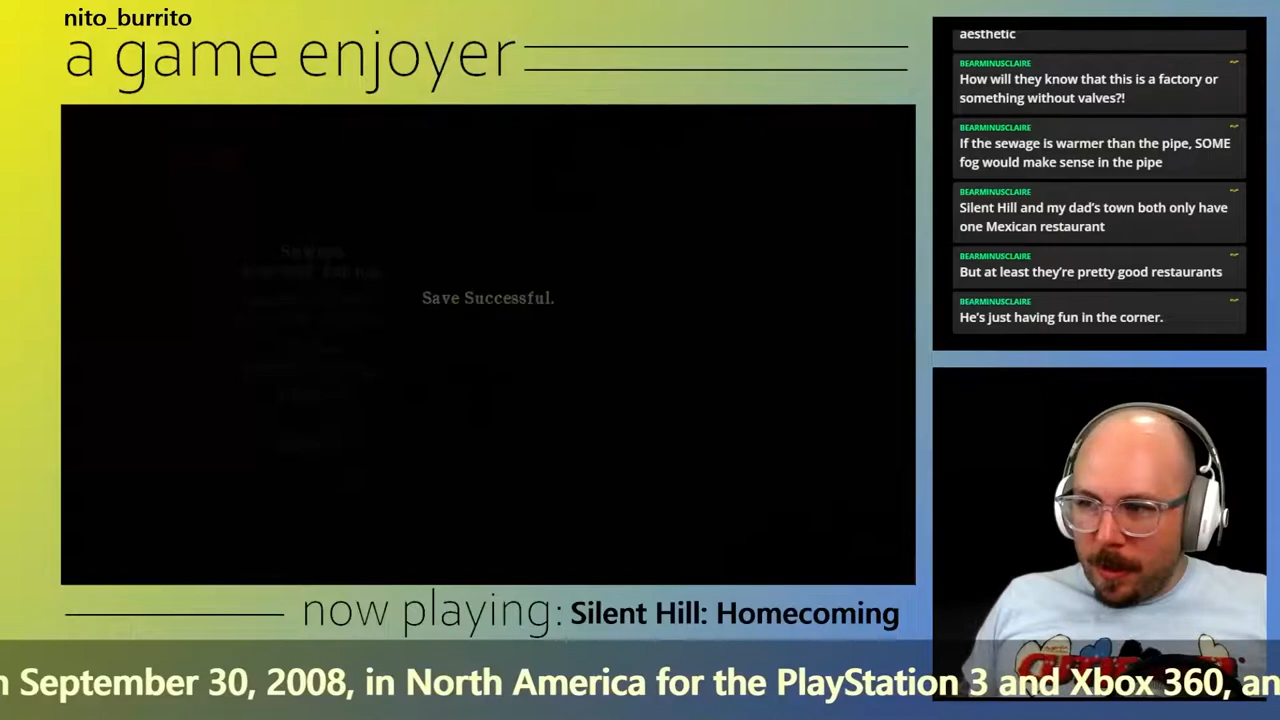 nito_burrito
a game enjoyer
aesthetic
BEARMINUSCLAIRE
How will they know that this is a factory or
something without valves?!
BEARMINUSCLAIRE
If the sewage is warmer than the pipe, SOME
fog would make sense in the pipe
BEARMINUSCLAIRE
Silent Hill and my dad's town both only have
one Mexican restaurant
BEARMINUSCLAIRE
But at least they're pretty good restaurants
BEARMINUSCLAIRE
He's just having fun in the corner.
Save Successful.
now playing: Silent Hill: Homecoming
n September 30, 2008, in North America for the PlayStation 3 and Xbox 360, an